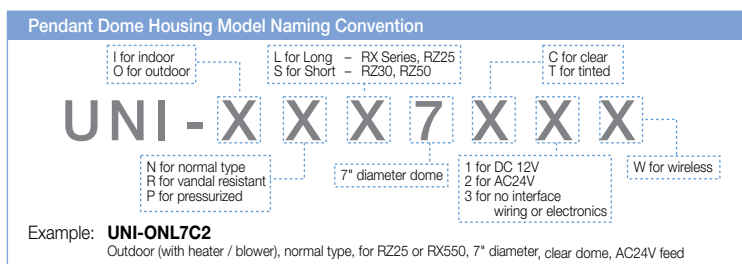 Pendant Dome Housing Model Naming Convention
I for indoor
O for outdoor
L for Long – RX Series, RZ25
S for Short – RZ30, RZ50
C for clear
T for tinted
UNI - X X X 7 X X X
N for normal type
R for vandal resistant
P for pressurized
7" diameter dome
1 for DC 12V
2 for AC24V
3 for no interface
wiring or electronics
W for wireless
Example: UNI-ONL7C2
Outdoor (with heater / blower), normal type, for RZ25 or RX550, 7" diameter, clear dome, AC24V feed